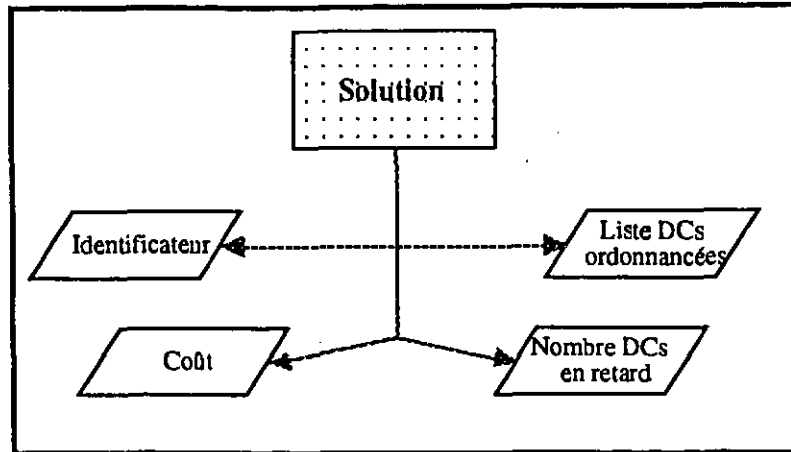 Solution
Identificateur
Liste DCs
ordonnancées
Coût
Nombre DCs
en retard